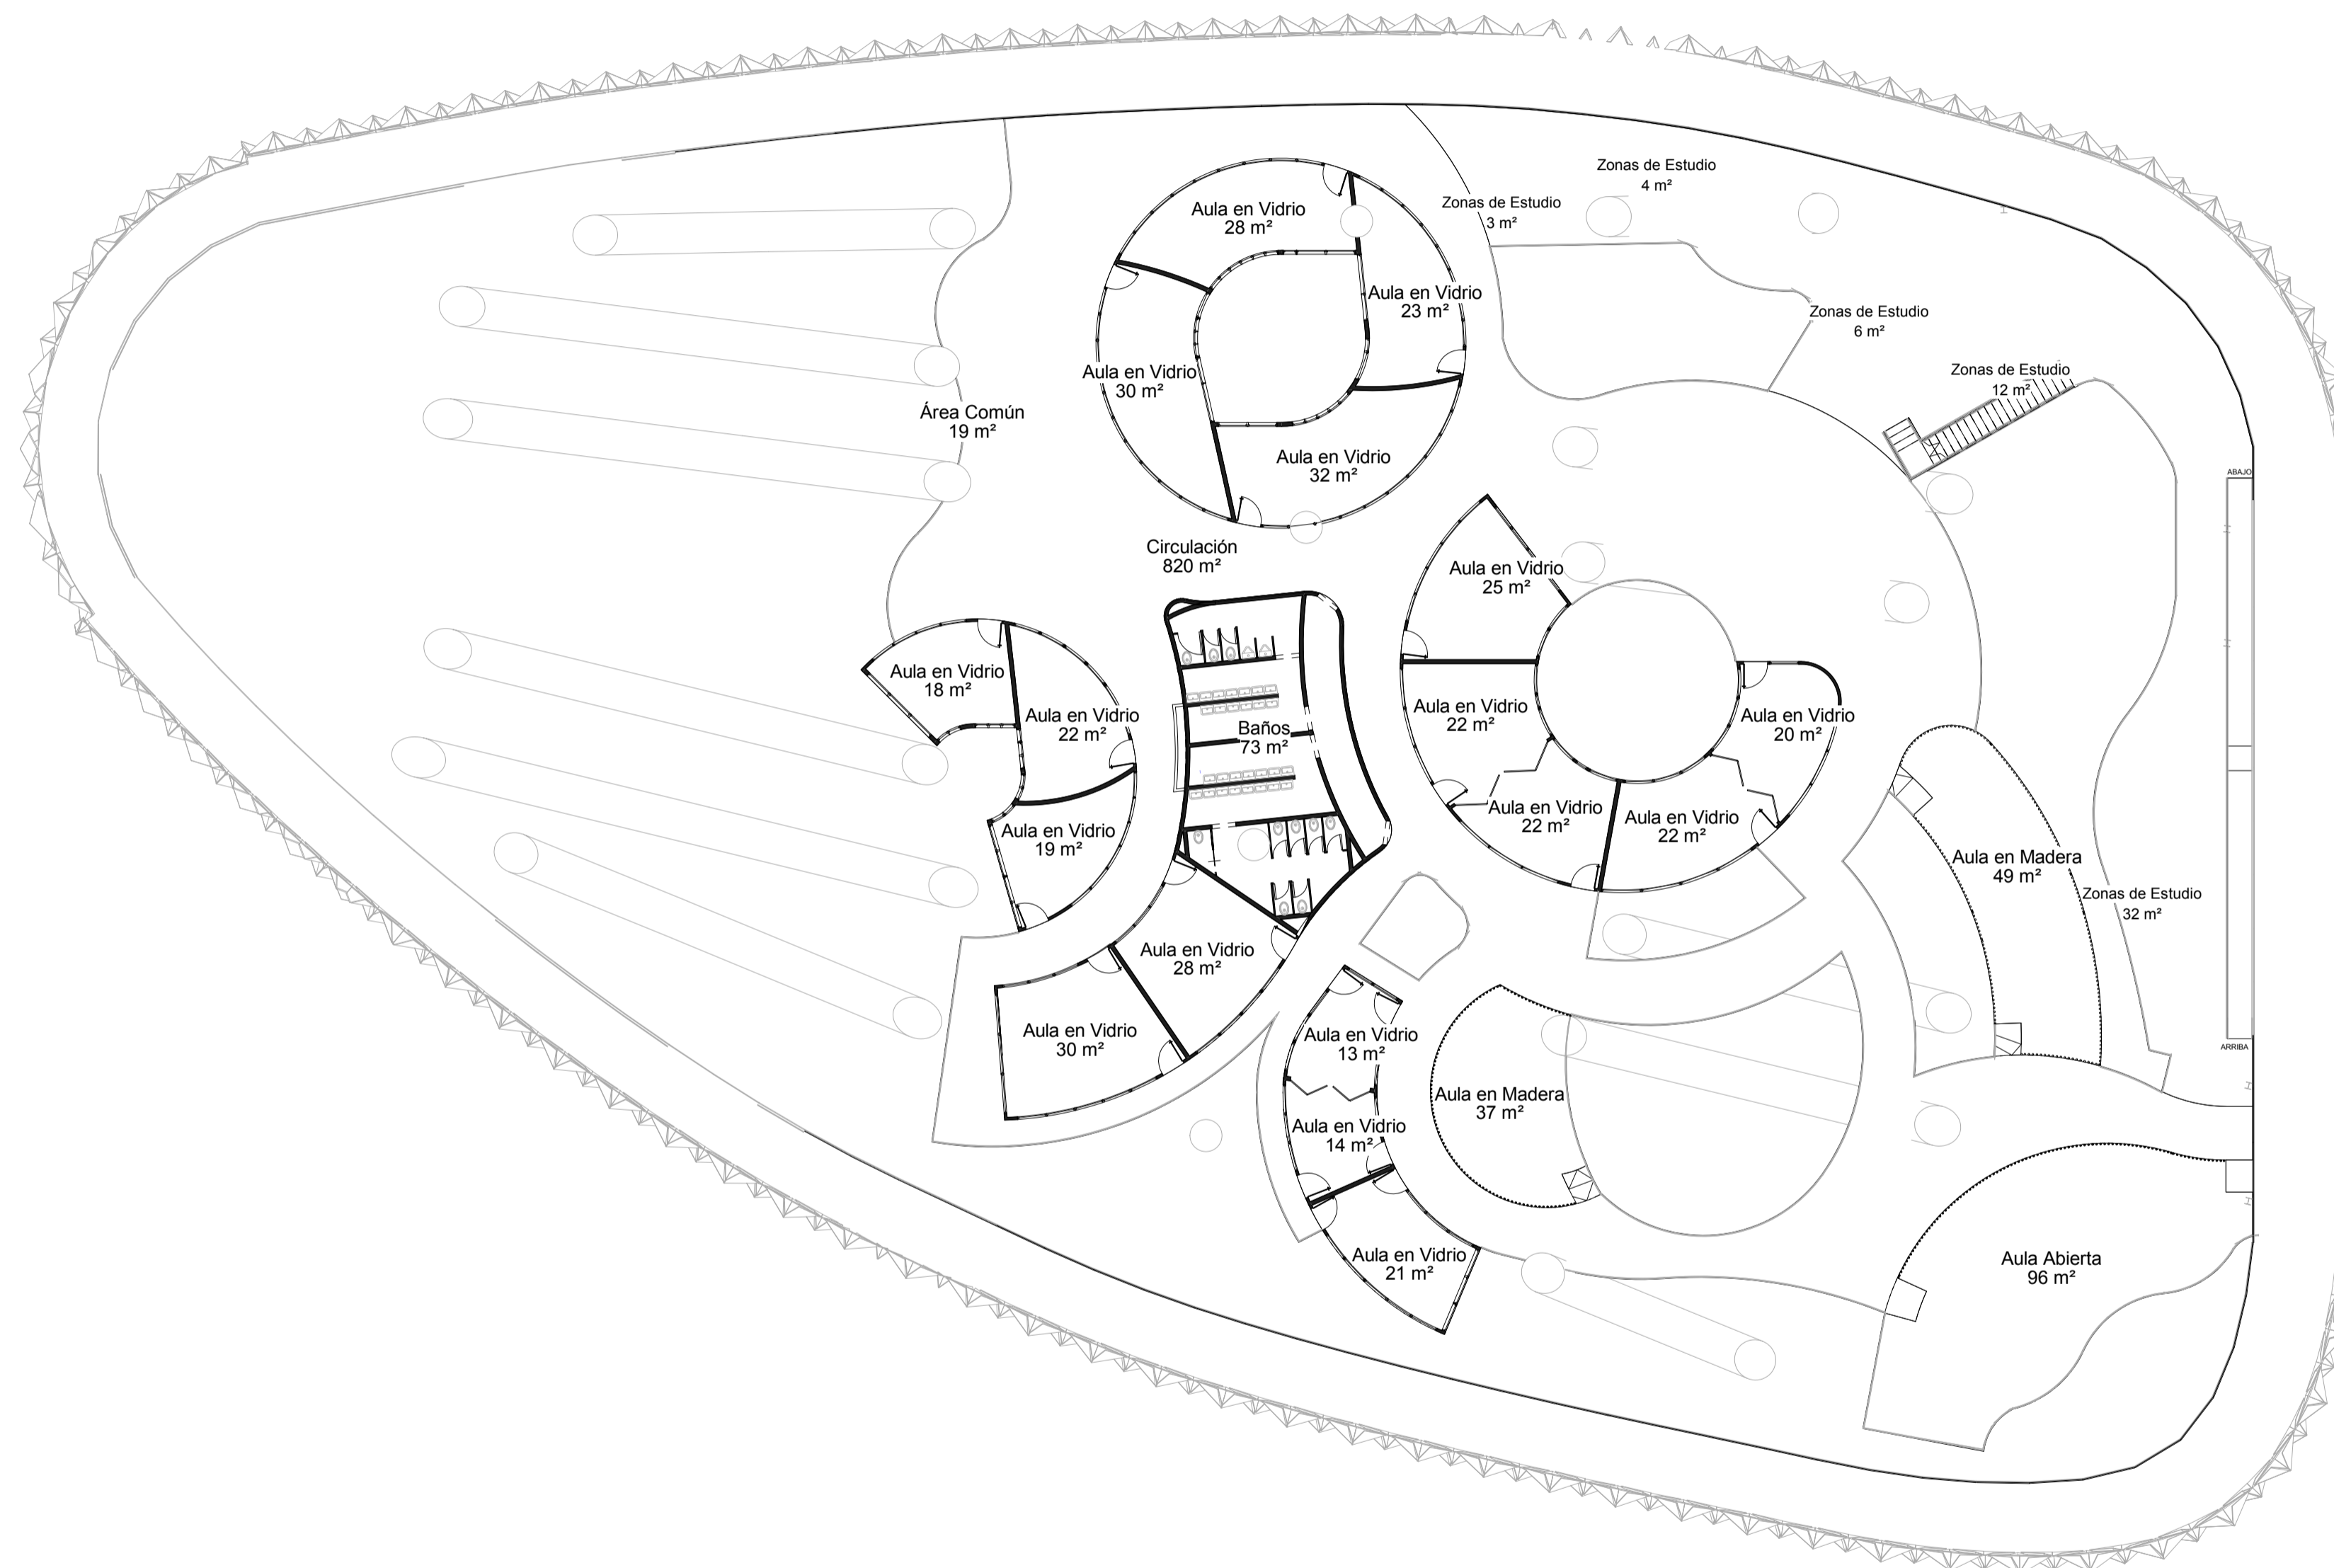 Zonas de Estudio
4 m²
Zonas de Estudio
3 m²
Aula en Vidrio
28 m²
Aula en Vidrio
23 m²
Zonas de Estudio
6 m²
Aula en Vidrio
30 m²
Zonas de Estudio
12 m²
Área Común
19 m²
Aula en Vidrio
32 m²
ABAJO
Circulación
820 m²
Aula en Vidrio
25 m²
Aula en Vidrio
18 m²
Aula en Vidrio
22 m²
Baños
73 m²
Aula en Vidrio
22 m²
Aula en Vidrio
20 m²
Aula en Vidrio
19 m²
Aula en Vidrio
22 m²
Aula en Vidrio
22 m²
Aula en Madera
49 m²
Zonas de Estudio
32 m²
Aula en Vidrio
28 m²
Aula en Vidrio
30 m²
Aula en Vidrio
13 m²
ARRIBA
Aula en Madera
37 m²
Aula en Vidrio
14 m²
Aula en Vidrio
21 m²
Aula Abierta
96 m²